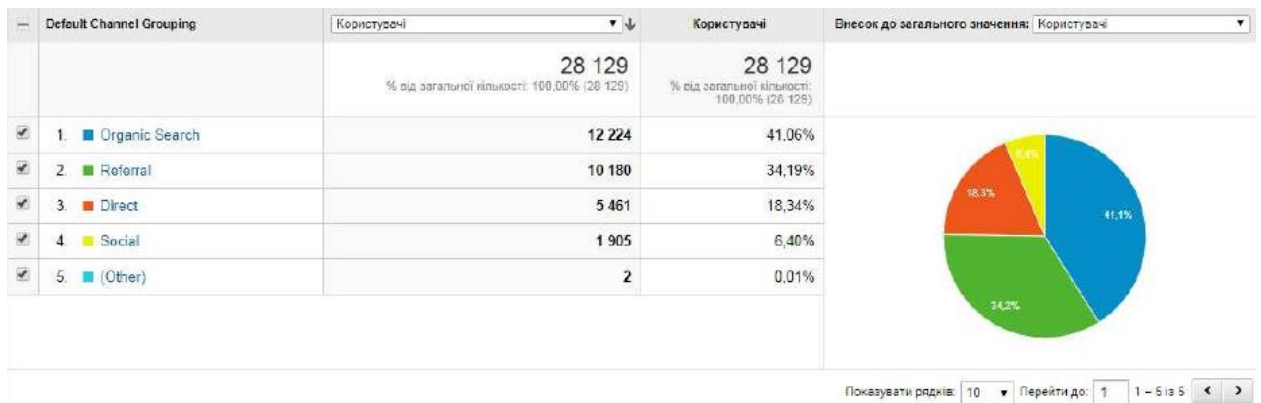 Default Channel Grouping
Користувачі
Користувачі
Внесок до загального значення: Користувачі
28 129
% від загальної кількості: 100,00% (28 129)
28 129
% від загальної кількості:
100,00% (28 129)
1. Organic Search 12 224 41,06%
2. Referral 10 180 34,19%
3. Direct 5 461 18,34%
4. Social 1 905 6,40%
5. (Other) 2 0,01%
6,4%
18,3%
41,1%
34,2%
Показувати рядків: 10 Перейти до: 1 1 – 5 із 5